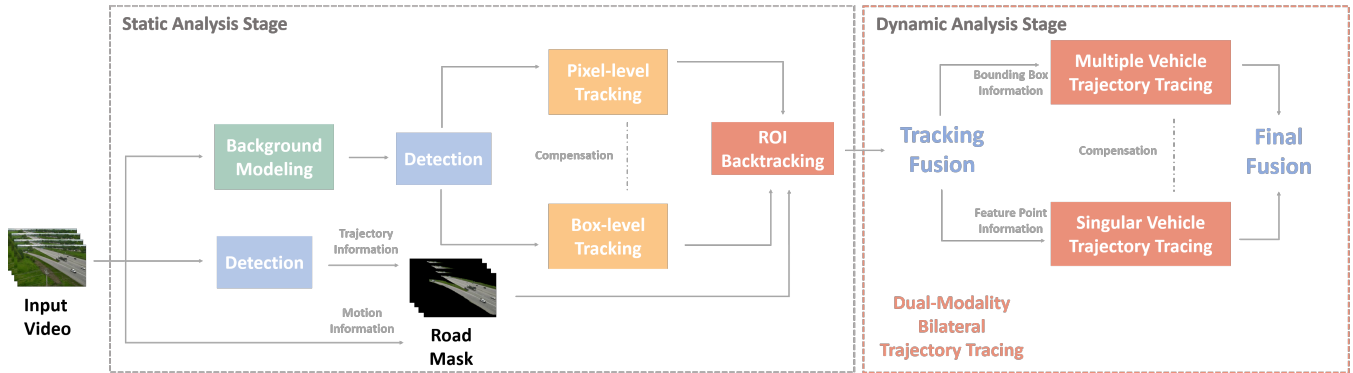 Static Analysis Stage
Dynamic Analysis Stage
Pixel-level
Tracking
Background
Modeling
Detection
Compensation
ROI
Backtracking
Box-level
Tracking
Detection
Trajectory
Information
Input
Video
Motion
Information
Road
Mask
Bounding Box
Information
Multiple Vehicle
Trajectory Tracing
Tracking
Fusion
Compensation
Final
Fusion
Feature Point
Information
Singular Vehicle
Trajectory Tracing
Dual-Modality
Bilateral
Trajectory Tracing